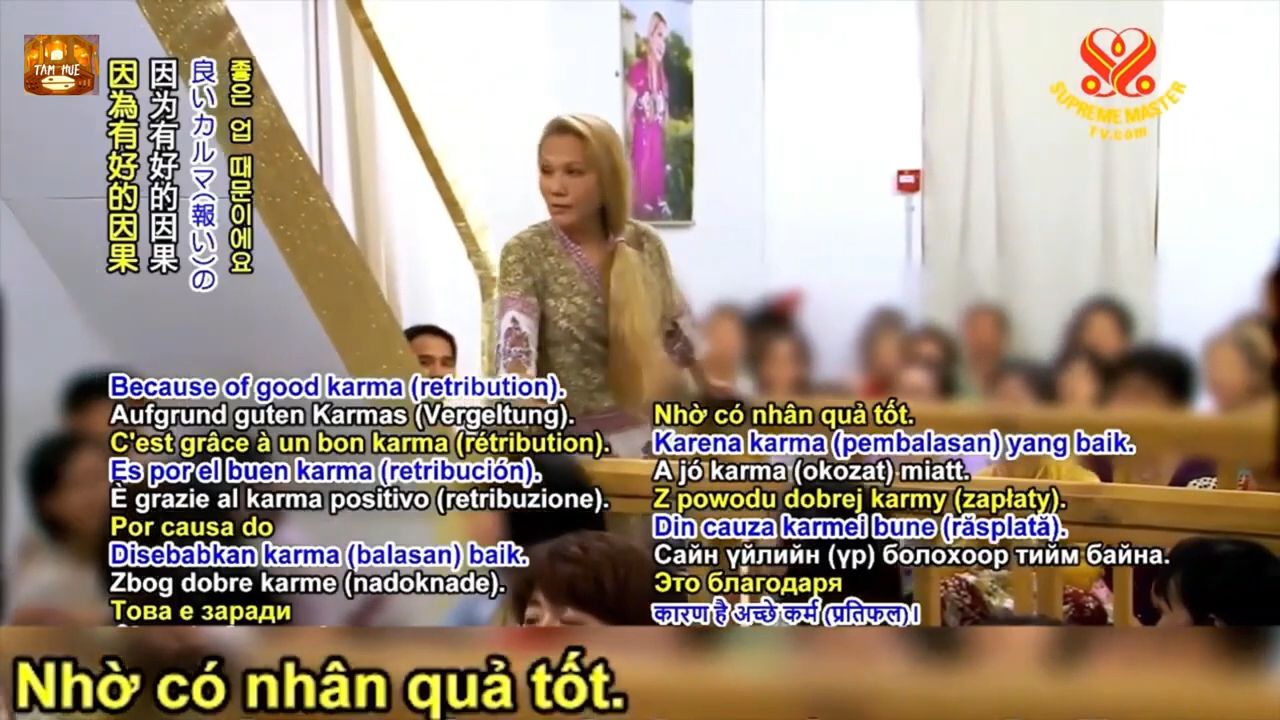 TAM HUE
因為有好的因果
因为有好的因果
良いカルマ(報い)の
좋은 업 때문이에요
SUPREME MASTER
TV.com
Because of good karma (retribution).
Aufgrund guten Karmas (Vergeltung).
C'est grâce à un bon karma (rétribution).
Es por el buen karma (retribución).
È grazie al karma positivo (retribuzione).
Por causa do
Disebabkan karma (balasan) baik.
Zbog dobre karme (nadoknade).
Това е заради
Nhờ có nhân quả tốt.
Karena karma (pembalasan) yang baik.
A jó karma (okozat) miatt.
Z powodu dobrej karmy (zapłaty).
Din cauza karmei bune (răsplată).
Сайн үйлийн (үр) болохоор тийм байна.
Это благодаря
कारण है अच्छे कर्म (प्रतिफल)।
Nhờ có nhân quả tốt.